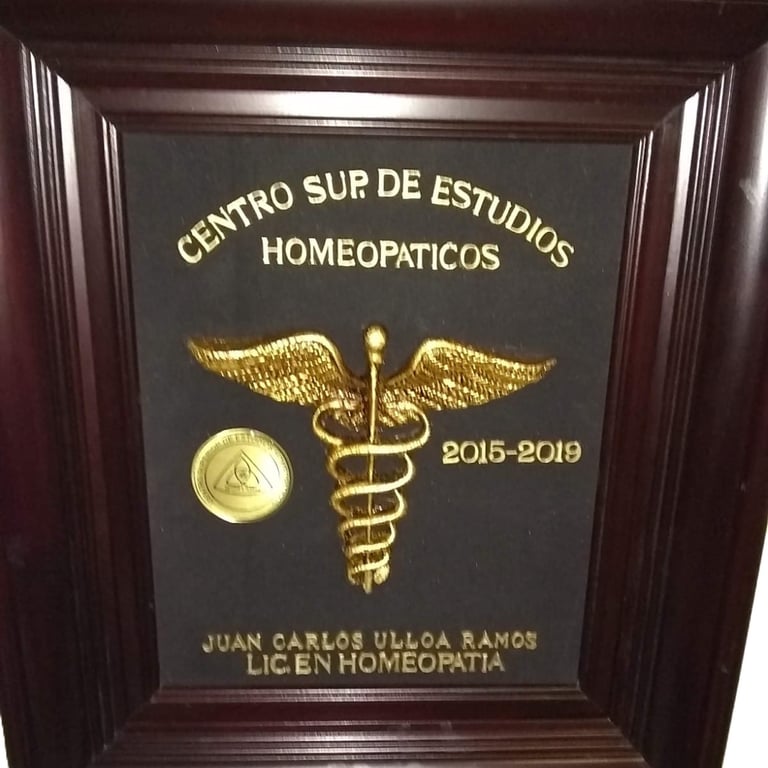 CENTRO SUP. DE ESTUDIOS
HOMEOPATICOS
2015-2019
JUAN CARLOS ULLOA RAMOS
LIC. EN HOMEOPATIA